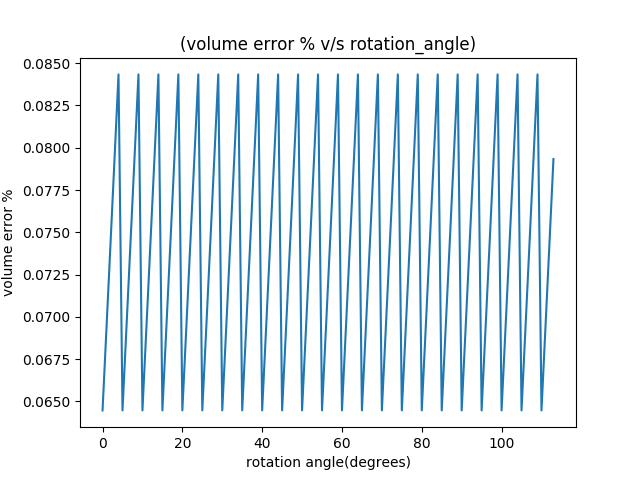 (volume error % v/s rotation_angle)
0.0850
0.0825
0.0800
0.0775
0.0750
0.0725
0.0700
0.0675
0.0650
volume error %
0 20 40 60 80 100
rotation angle(degrees)